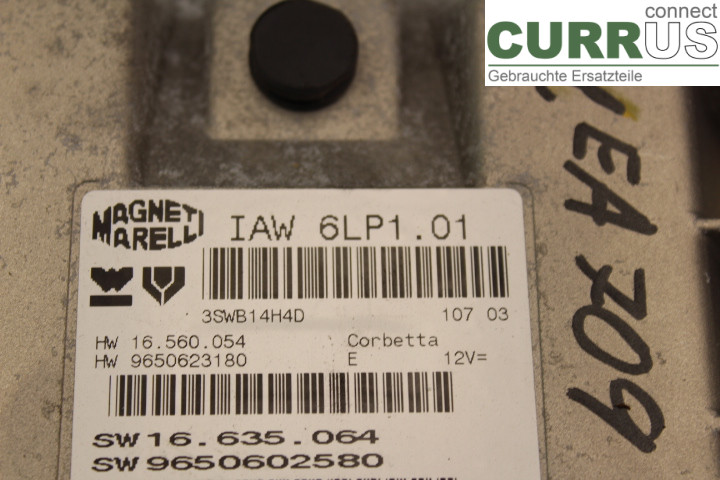 connect
CURRUS
Gebrauchte Ersatzteile
EA 709
MAGNETI MARELLI
IAW 6LP1.01
3SWB14H4D 107 03
HW 16.560.054 Corbetta
HW 9650623180 E 12V=
SW 16.635.064
SW 9650602580